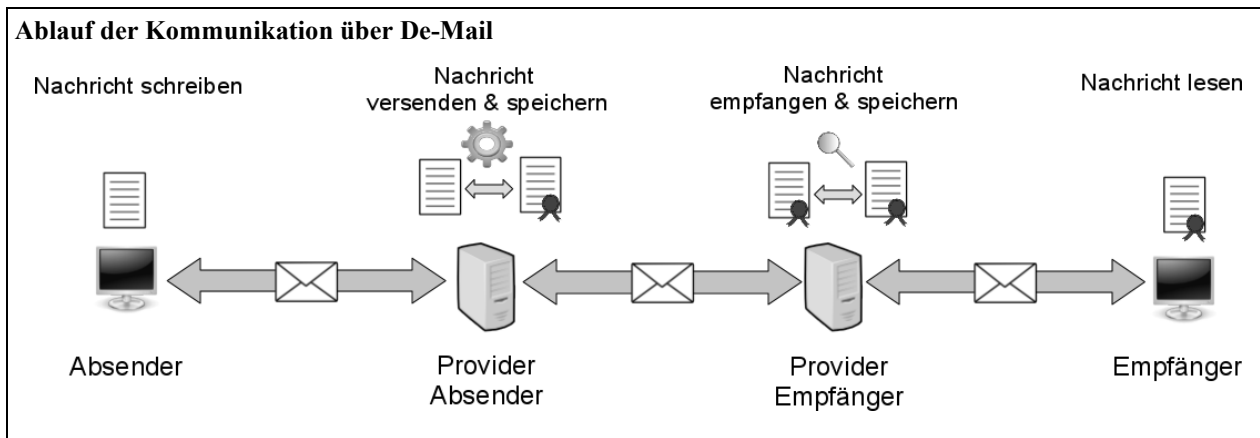 Ablauf der Kommunikation über De-Mail
Nachricht schreiben
Nachricht
versenden & speichern
Nachricht
empfangen & speichern
Nachricht lesen
Absender
Provider
Absender
Provider
Empfänger
Empfänger